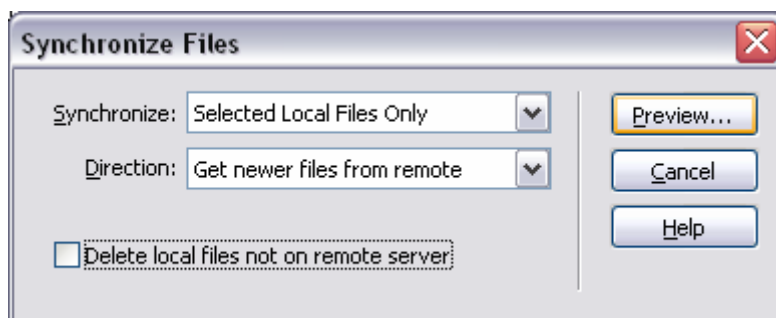 Synchronize Files
Synchronize: Selected Local Files Only
Direction: Get newer files from remote
Delete local files not on remote server
Preview...
Cancel
Help